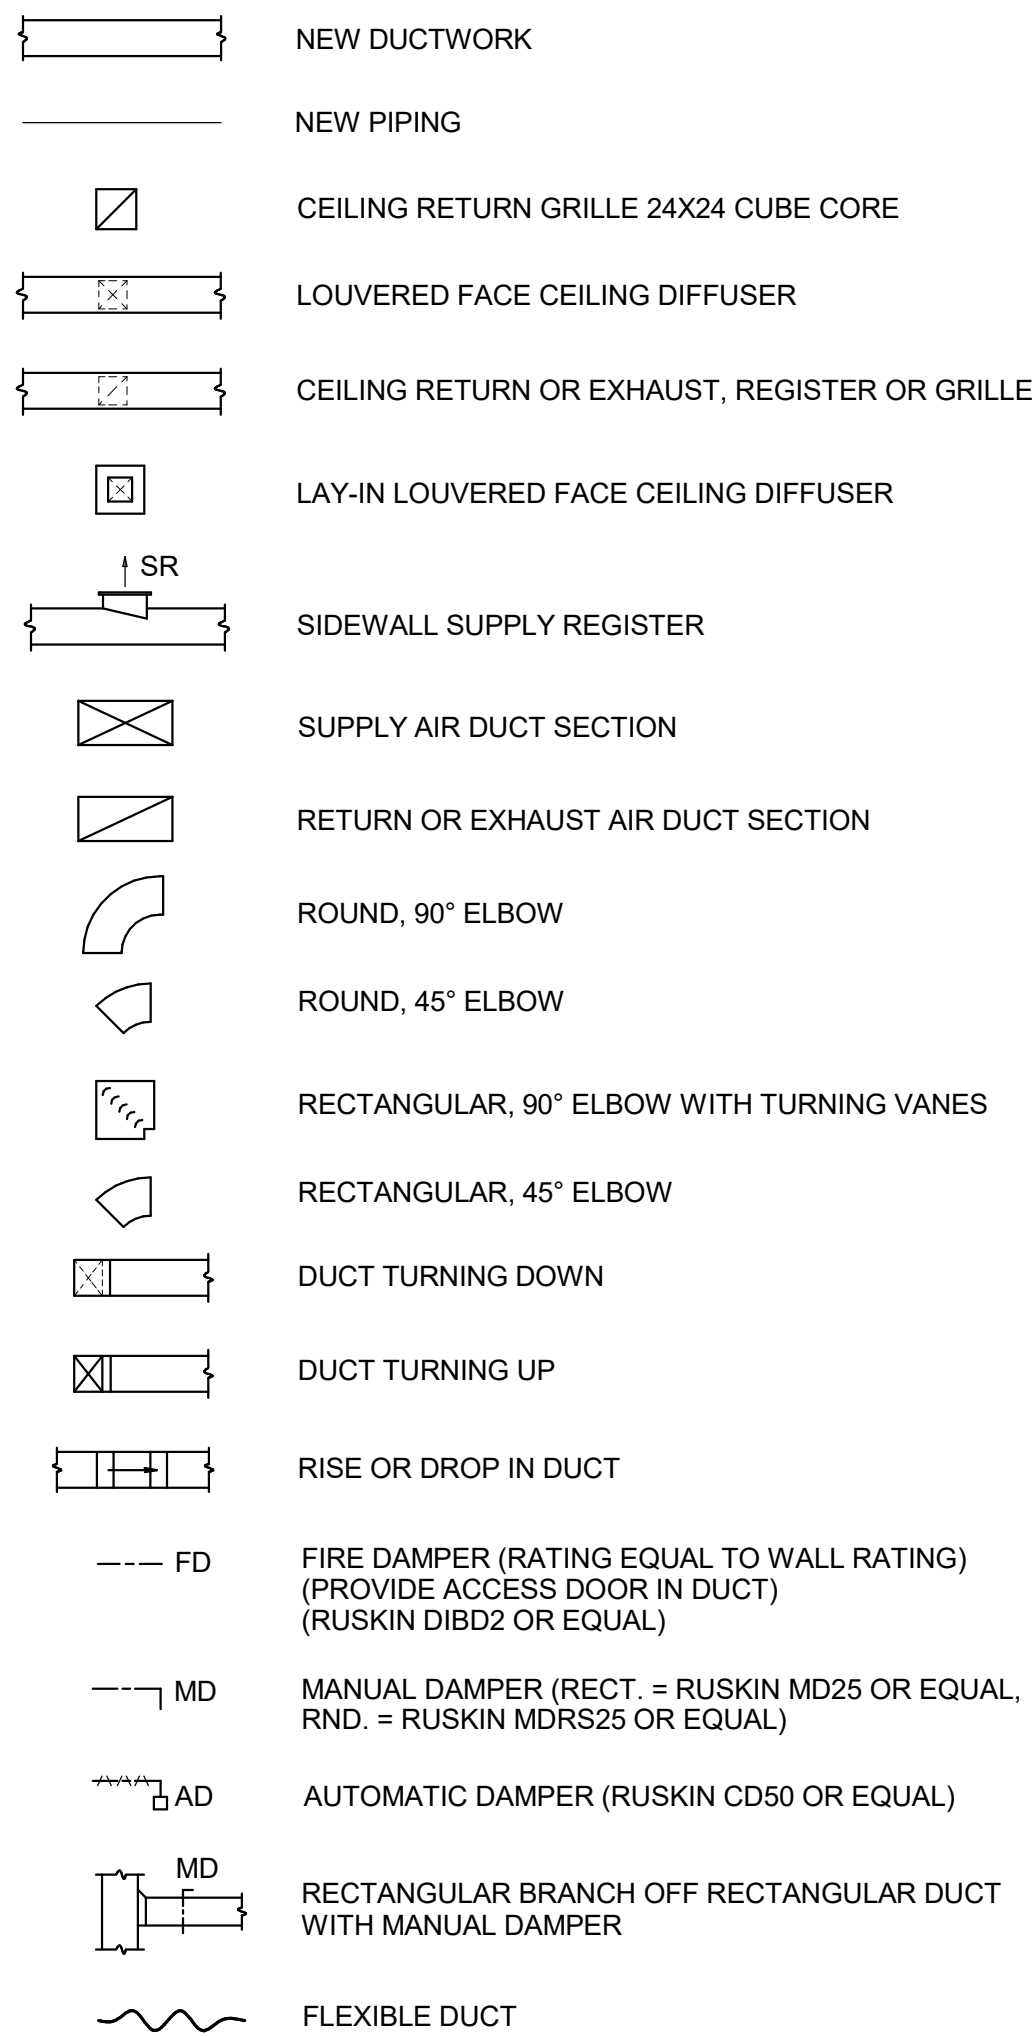 NEW DUCTWORK
NEW PIPING
CEILING RETURN GRILLE 24X24 CUBE CORE
LOUVERED FACE CEILING DIFFUSER
CEILING RETURN OR EXHAUST, REGISTER OR GRILLE
LAY-IN LOUVERED FACE CEILING DIFFUSER
SR
SIDEWALL SUPPLY REGISTER
SUPPLY AIR DUCT SECTION
RETURN OR EXHAUST AIR DUCT SECTION
ROUND, 90° ELBOW
ROUND, 45° ELBOW
RECTANGULAR, 90° ELBOW WITH TURNING VANES
RECTANGULAR, 45° ELBOW
DUCT TURNING DOWN
DUCT TURNING UP
RISE OR DROP IN DUCT
FD FIRE DAMPER (RATING EQUAL TO WALL RATING)
(PROVIDE ACCESS DOOR IN DUCT)
(RUSKIN DIBD2 OR EQUAL)
MD MANUAL DAMPER (RECT. = RUSKIN MD25 OR EQUAL,
RND. = RUSKIN MDRS25 OR EQUAL)
AD AUTOMATIC DAMPER (RUSKIN CD50 OR EQUAL)
MD
RECTANGULAR BRANCH OFF RECTANGULAR DUCT
WITH MANUAL DAMPER
FLEXIBLE DUCT